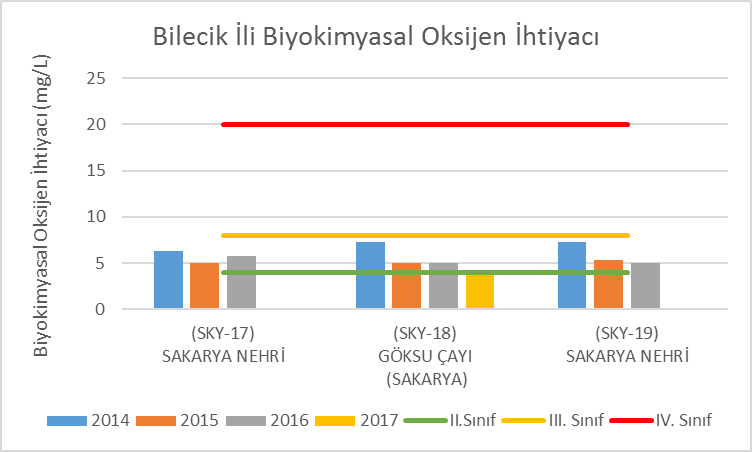 Bilecik İli Biyokimyasal Oksijen İhtiyacı
Biyokimyasal Oksijen İhtiyacı (mg/L)
25
20
15
10
5
0
(SKY-17)
SAKARYA NEHRİ
(SKY-18)
GÖKSU ÇAYI
(SAKARYA)
(SKY-19)
SAKARYA NEHRİ
2014 2015 2016 2017 II.Sınıf III. Sınıf IV. Sınıf